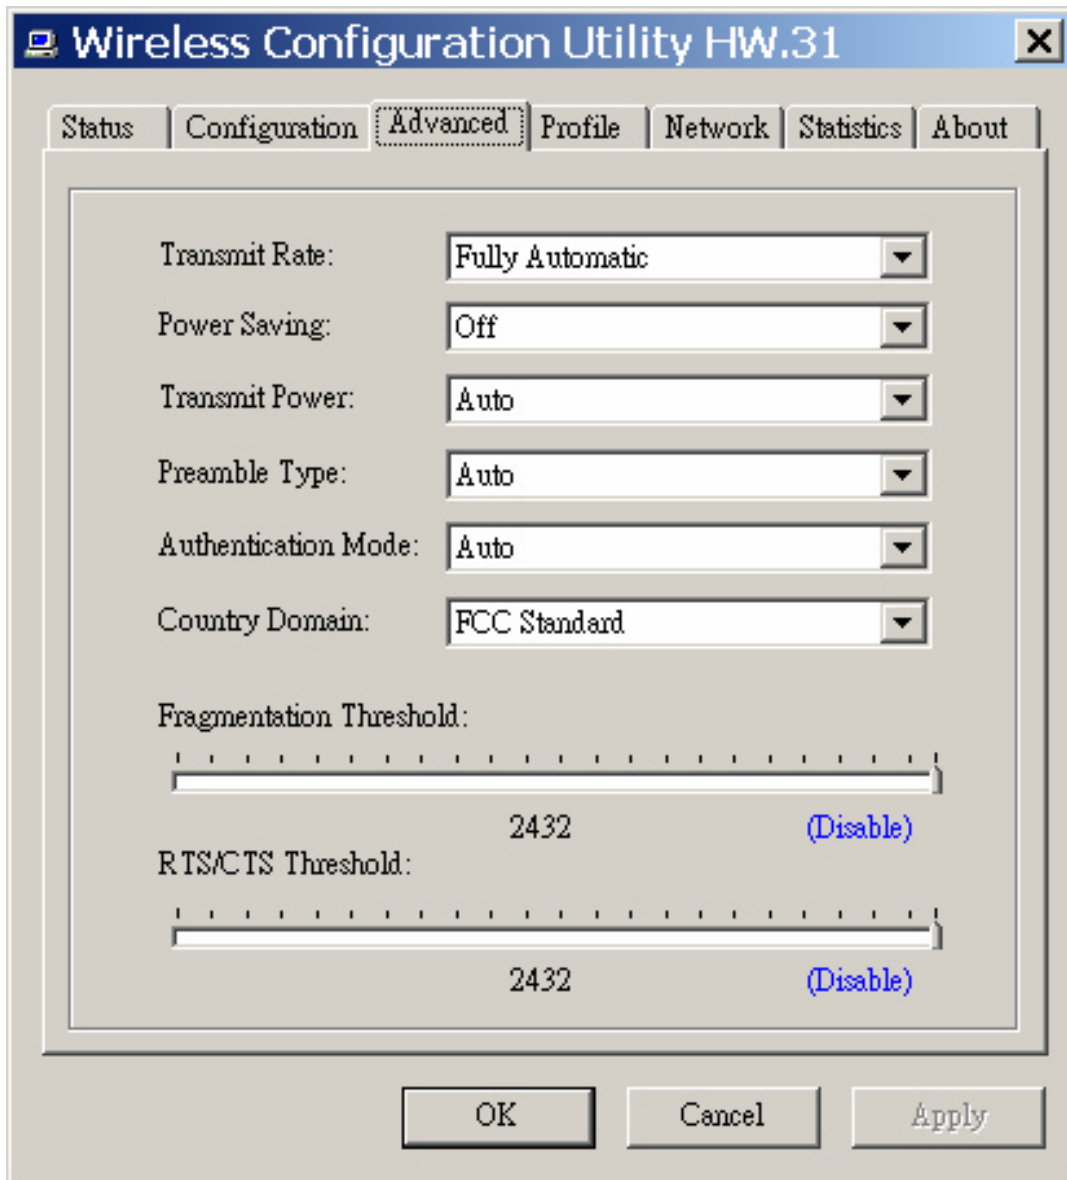 Wireless Configuration Utility HW.31
Status Configuration Advanced Profile Network Statistics About
Transmit Rate: Fully Automatic
Power Saving: Off
Transmit Power: Auto
Preamble Type: Auto
Authentication Mode: Auto
Country Domain: FCC Standard
Fragmentation Threshold:
2432 (Disable)
RTS/CTS Threshold:
2432 (Disable)
OK Cancel Apply